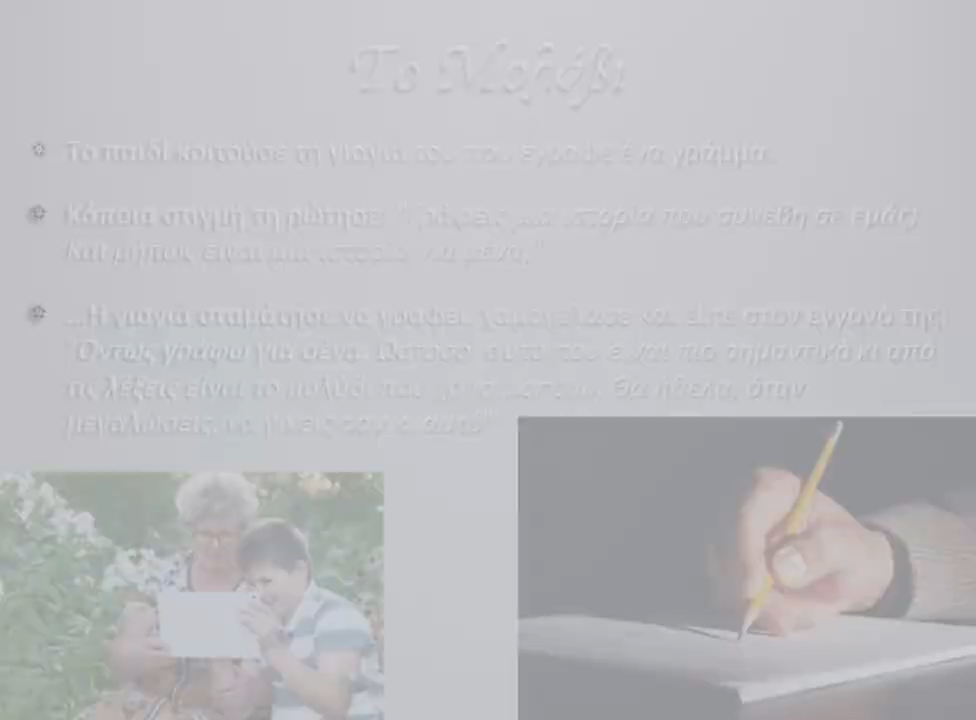 Το Μολύβι
Το παιδί κοιτούσε τη γιαγιά του που έγραφε ένα γράμμα.
Κάποια στιγμή τη ρώτησε: "Γράφεις μια ιστορία που συνέβη σε εμάς;
Και μήπως είναι μια ιστορία για μένα;"
...Η γιαγιά σταμάτησε να γράφει, χαμογέλασε και είπε στον εγγονό της:
"Όντως γράφω για σένα. Ωστόσο αυτό που είναι πιο σημαντικό κι από
τις λέξεις είναι το μολύβι που χρησιμοποιώ. Θα ήθελα, όταν
μεγαλώσεις, να γίνεις σαν κι αυτό!"